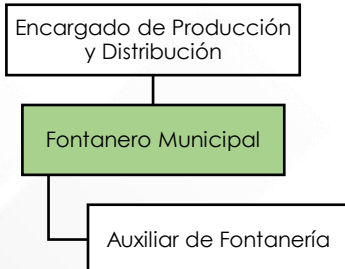 Encargado de Producción
y Distribución
Fontanero Municipal
Auxiliar de Fontanería